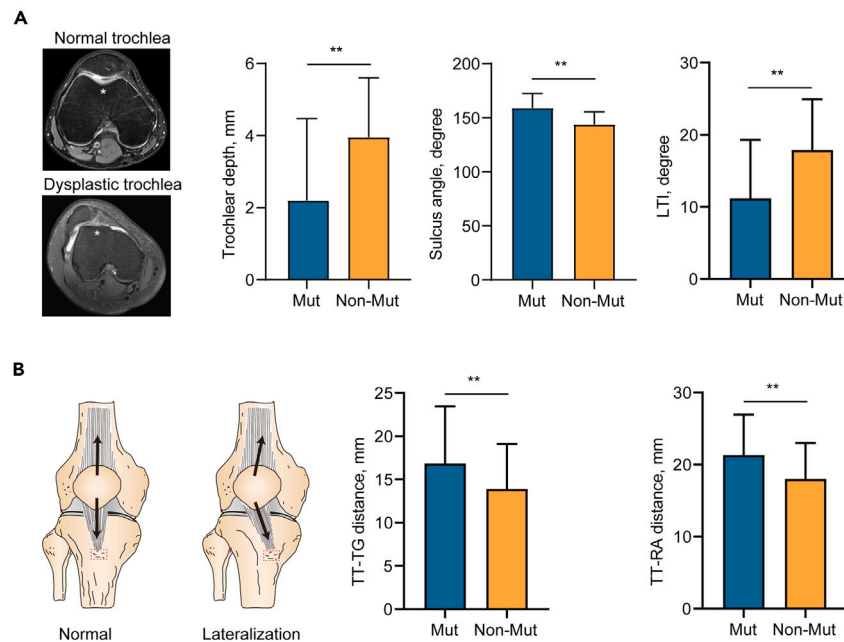 A
Normal trochlea
*
Dysplastic trochlea
*
Trochlear depth, mm
6
4
2
0
**
Mut Non-Mut
Sulcus angle, degree
200
150
100
50
0
**
Mut Non-Mut
LTI, degree
30
20
10
0
**
Mut Non-Mut
B
Normal
Lateralization
TT-TG distance, mm
25
20
15
10
5
0
**
Mut Non-Mut
TT-RA distance, mm
30
20
10
0
**
Mut Non-Mut